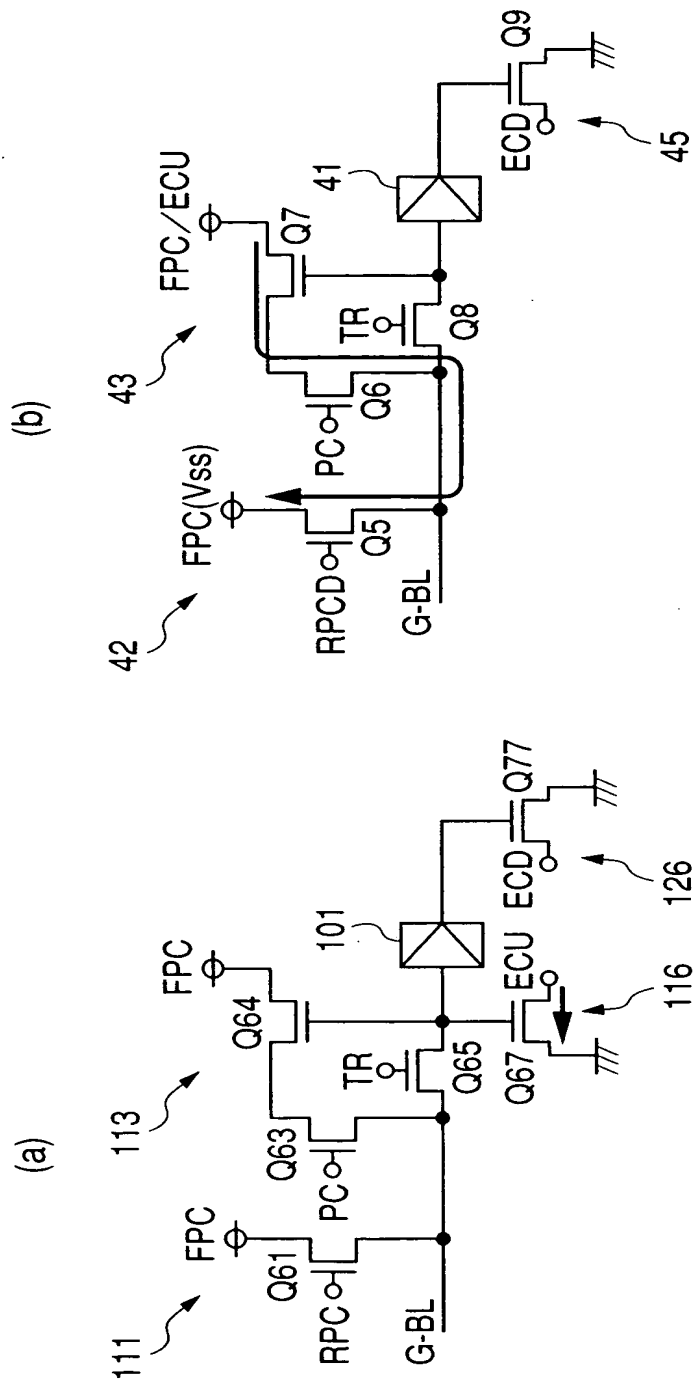 (a)
111
FPC
Q61
RPC
G-BL
113
FPC
Q64
Q63
PC
TR
Q65
101
ECU
Q67
116
Q77
ECD
126
(b)
42
FPC(Vss)
RPCD
Q5
G-BL
43
FPC/ECU
Q7
PC
Q6
TR
Q8
41
Q9
ECD
45